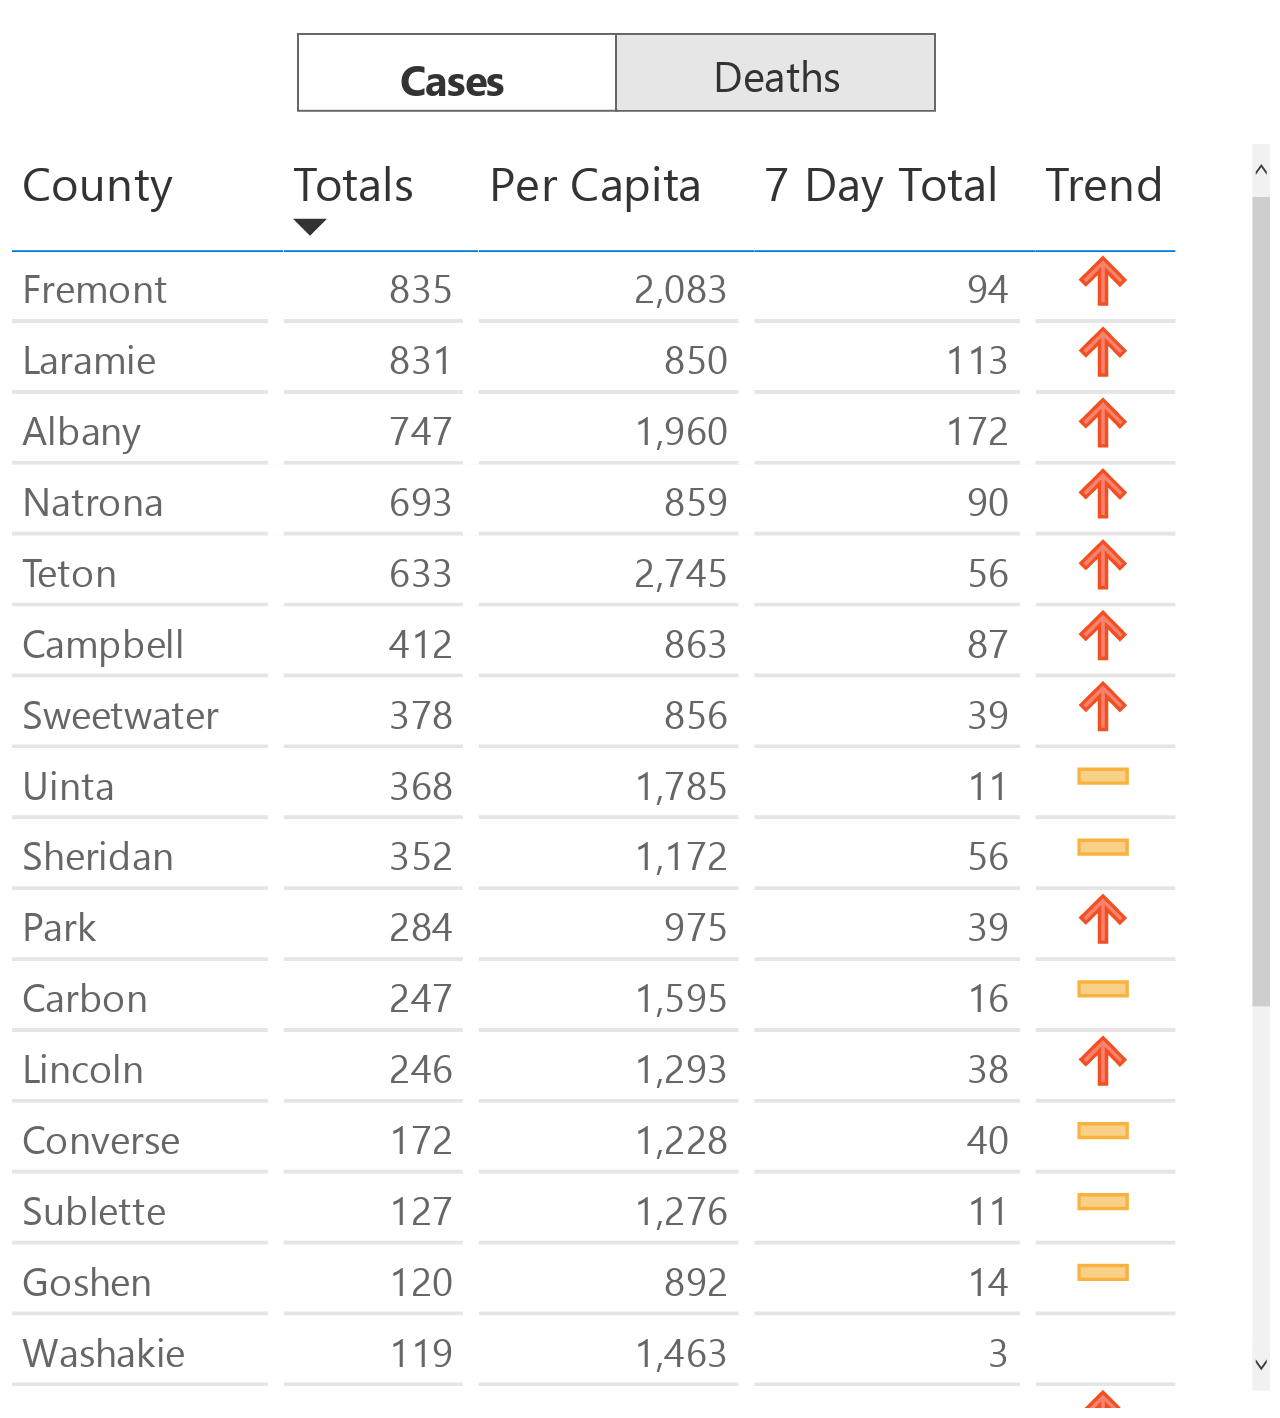 Cases Deaths
County Totals Per Capita 7 Day Total Trend
Fremont 835 2,083 94
Laramie 831 850 113
Albany 747 1,960 172
Natrona 693 859 90
Teton 633 2,745 56
Campbell 412 863 87
Sweetwater 378 856 39
Uinta 368 1,785 11
Sheridan 352 1,172 56
Park 284 975 39
Carbon 247 1,595 16
Lincoln 246 1,293 38
Converse 172 1,228 40
Sublette 127 1,276 11
Goshen 120 892 14
Washakie 119 1,463 3